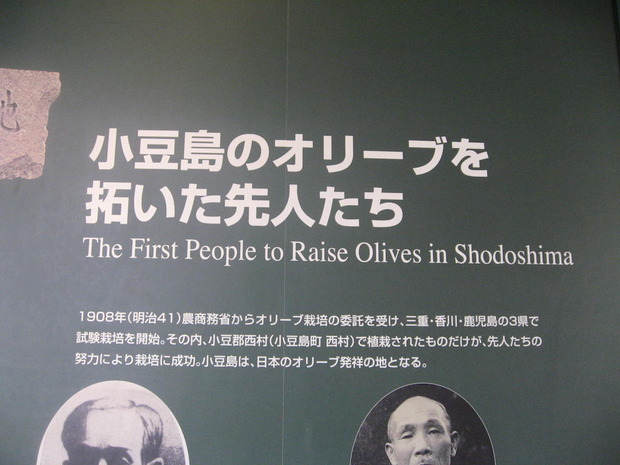 地
小豆島のオリーブを
拓いた先人たち
The First People to Raise Olives in Shodoshima
1908年(明治41)農商務省からオリーブ栽培の委託を受け、三重・香川・鹿児島の3県で
試験栽培を開始。その内、小豆郡西村(小豆島町 西村)で植栽されたものだけが、先人たちの
努力により栽培に成功。小豆島は、日本のオリーブ発祥の地となる。